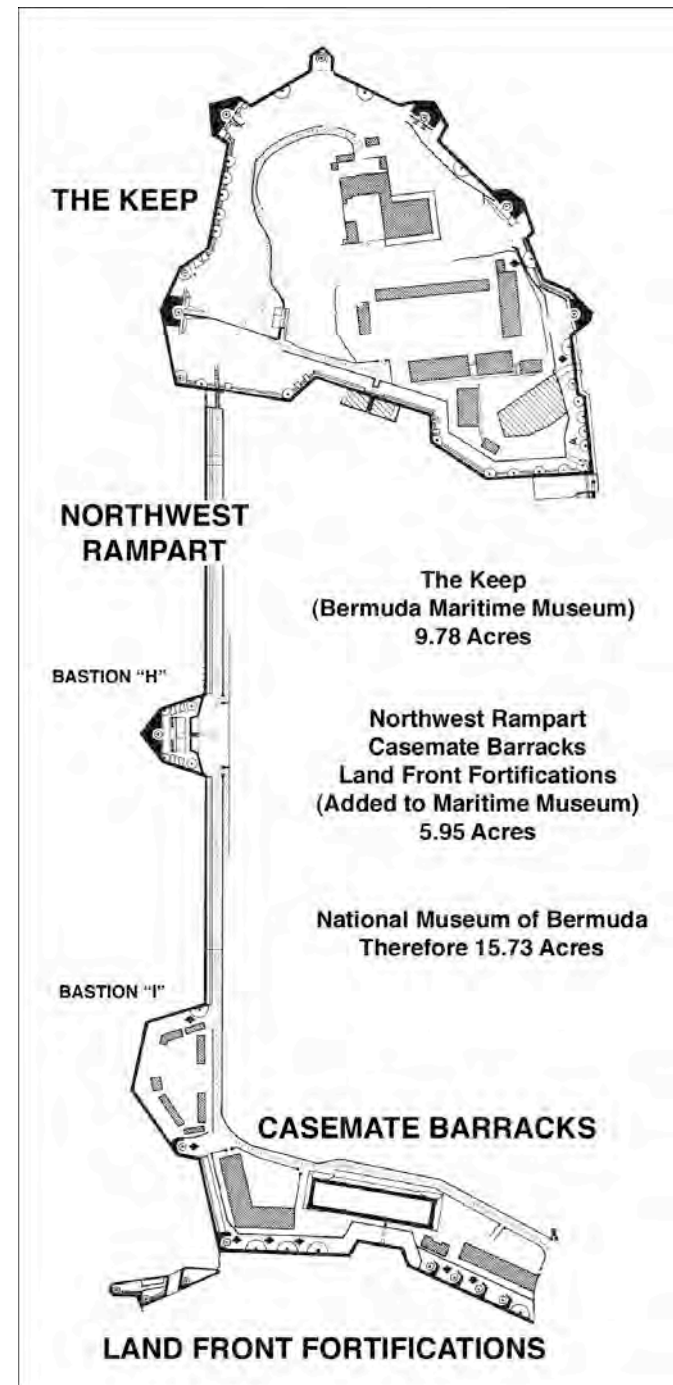 THE KEEP
NORTHWEST
RAMPART
The Keep
(Bermuda Maritime Museum)
9.78 Acres
BASTION "H"
Northwest Rampart
Casemate Barracks
Land Front Fortifications
(Added to Maritime Museum)
5.95 Acres
National Museum of Bermuda
Therefore 15.73 Acres
BASTION "I"
CASEMATE BARRACKS
LAND FRONT FORTIFICATIONS